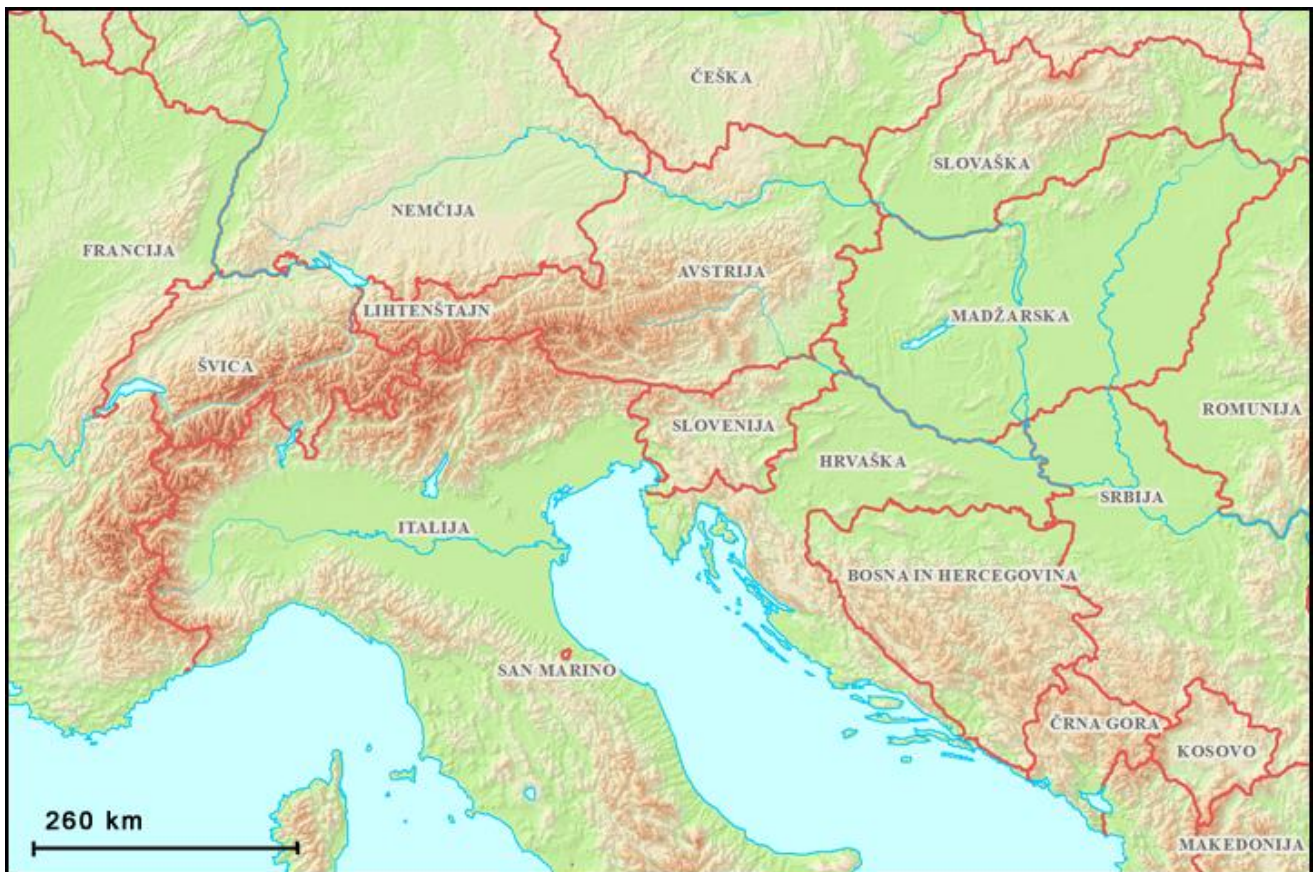 ČEŠKA
SLOVAŠKA
NEMČIJA
FRANCIJA
AVSTRIJA
LIHTENŠTAJN
MADŽARSKA
ŠVICA
ROMUNIJA
SLOVENIJA
HRVAŠKA
SRBIJA
ITALIJA
BOSNA IN HERCEGOVINA
SAN MARINO
ČRNA GORA
KOSOVO
260 km
MAKEDONIJA